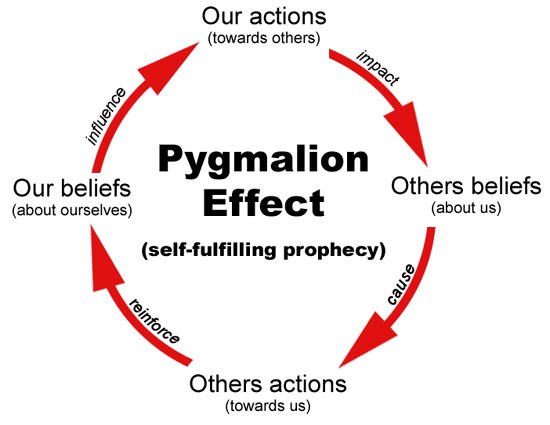 Our actions
(towards others)
impact
Others beliefs
(about us)
cause
Others actions
(towards us)
reinforce
Our beliefs
(about ourselves)
influence
Pygmalion
Effect
(self-fulfilling prophecy)